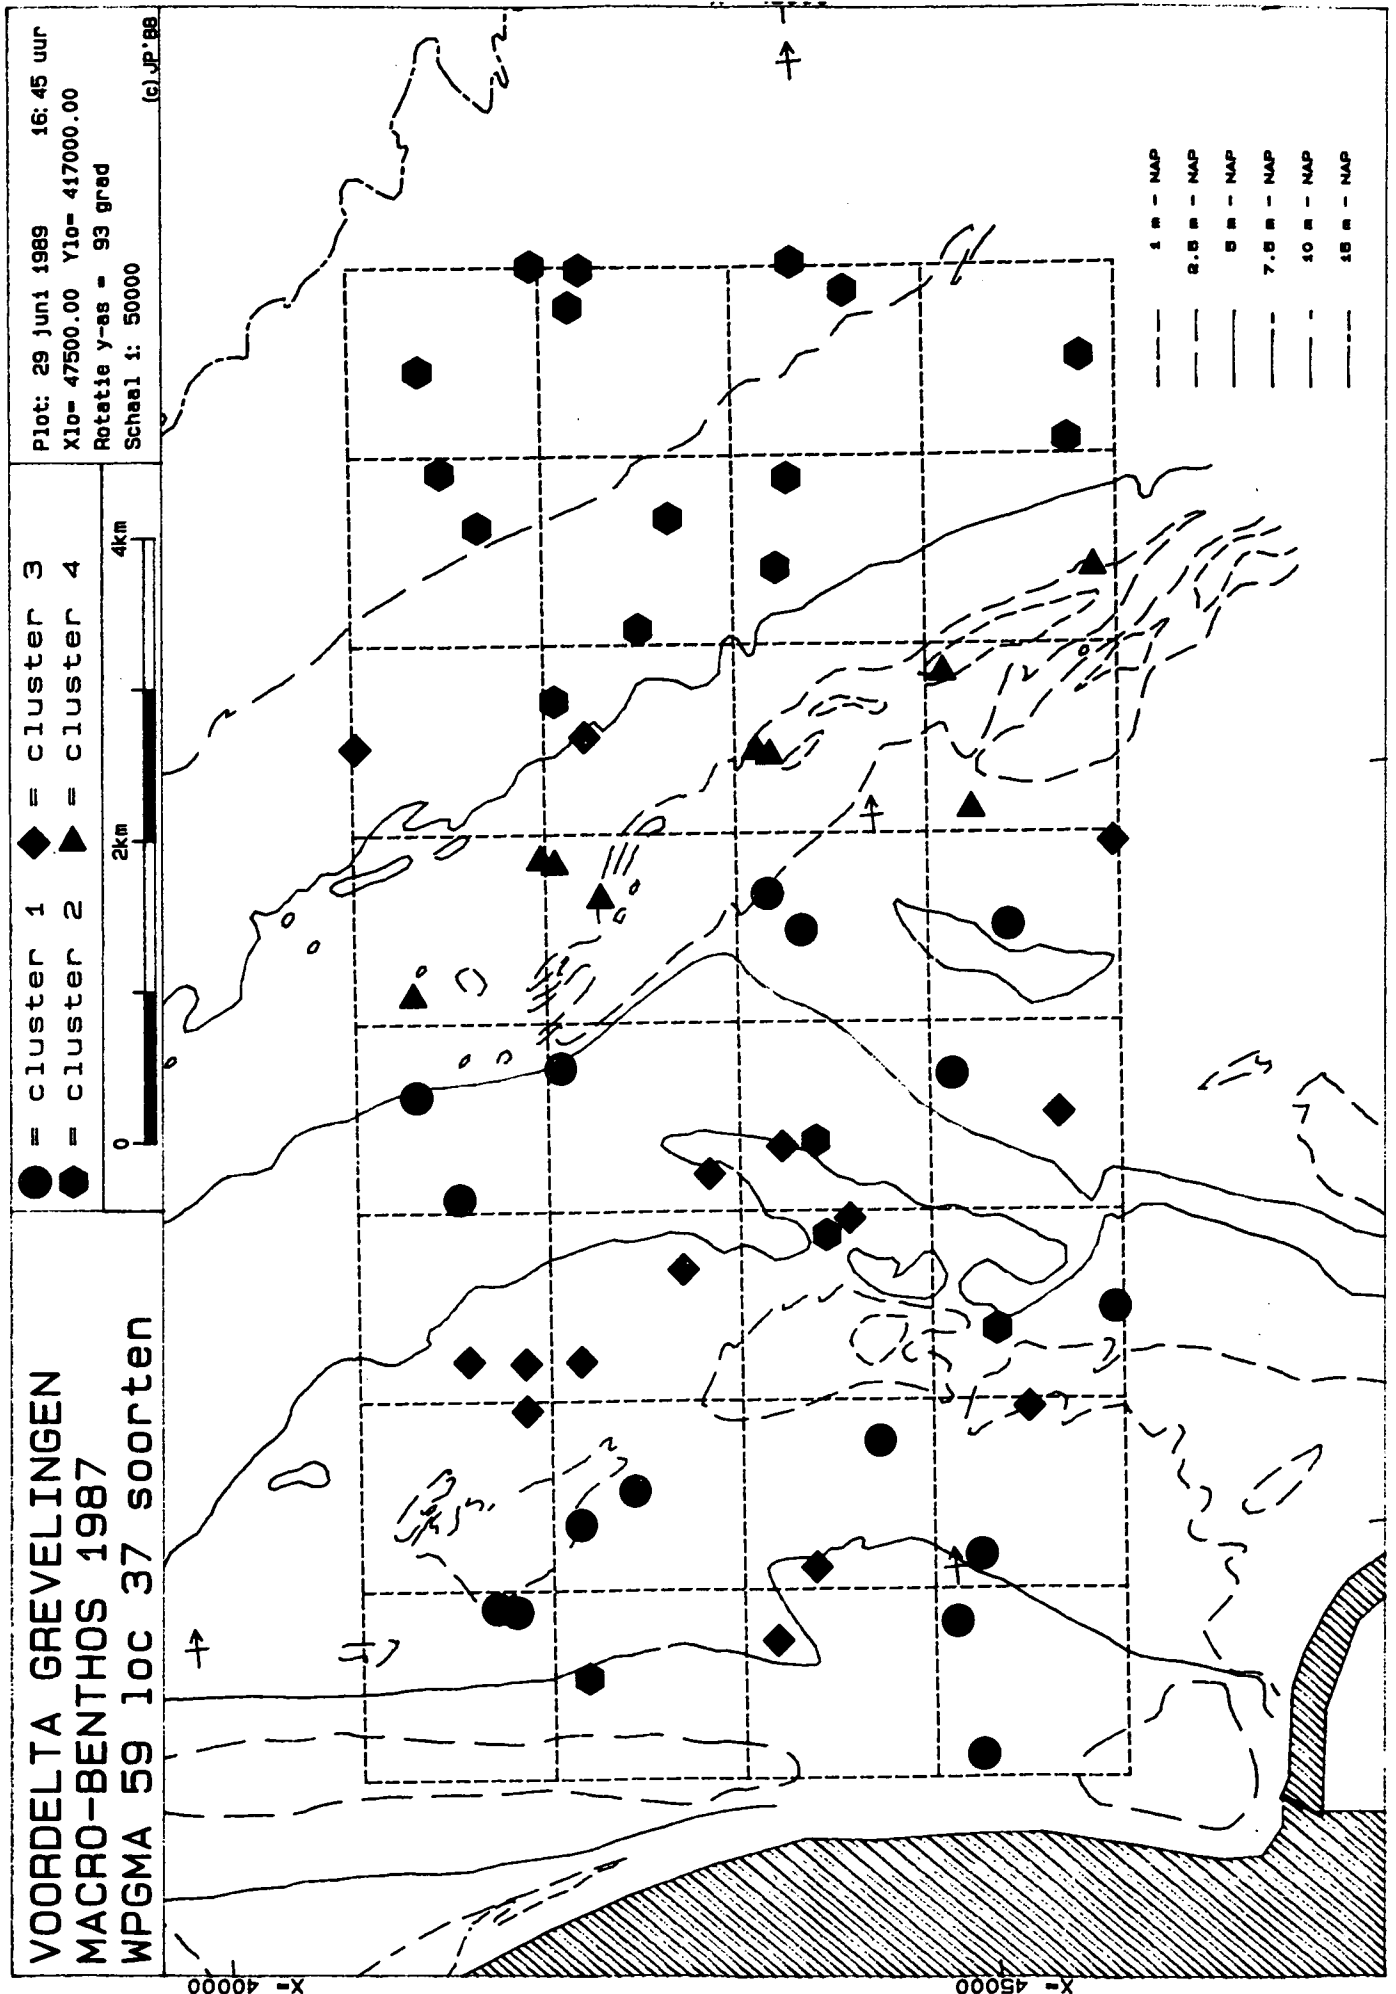 VOORDELTA GREVELINGEN
MACRO-BENTHOS 1987
WPGMA 59 loc 37 soorten
= cluster 1
= cluster 3
= cluster 2
= cluster 4
0
2km
4km
Plot: 29 juni 1989 16:45 uur
Xlo= 47500.00 Ylo= 417000.00
Rotatie y-as = 93 grad
Schaal 1: 50000
(c)JP'88
1 m - NAP
2.5 m - NAP
5 m - NAP
7.5 m - NAP
10 m - NAP
15 m - NAP
X= 40000
X= 45000